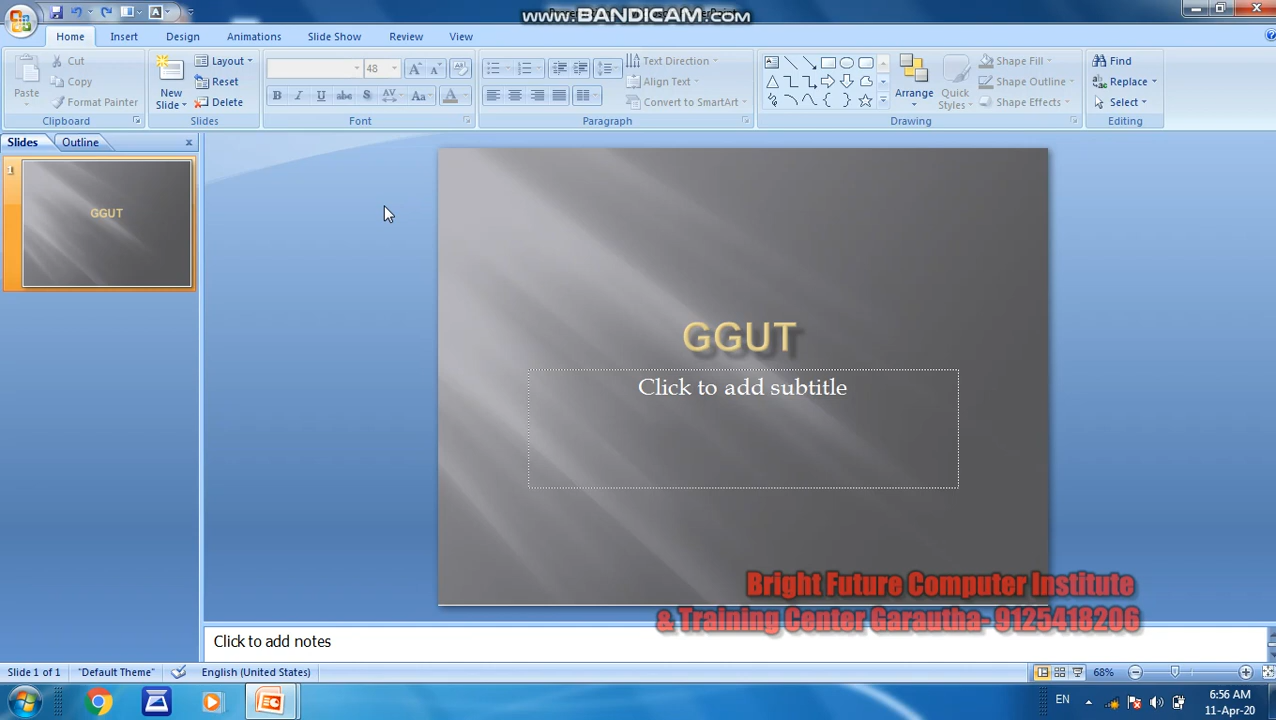 www.BANDICAM.com
Home Insert Design Animations Slide Show Review View
Paste
Cut
Copy
Format Painter
Clipboard
New Slide
Layout
Reset
Delete
Slides
48
B I U abc S AV Aa A
Font
Text Direction
Align Text
Convert to SmartArt
Paragraph
Arrange
Quick Styles
Shape Fill
Shape Outline
Shape Effects
Drawing
Find
Replace
Select
Editing
Slides Outline
1
GGUT
GGUT
Click to add subtitle
Bright Future Computer Institute
& Training Center Garautha- 9125418206
Click to add notes
Slide 1 of 1 "Default Theme" English (United States) 68%
EN
6:56 AM
11-Apr-20